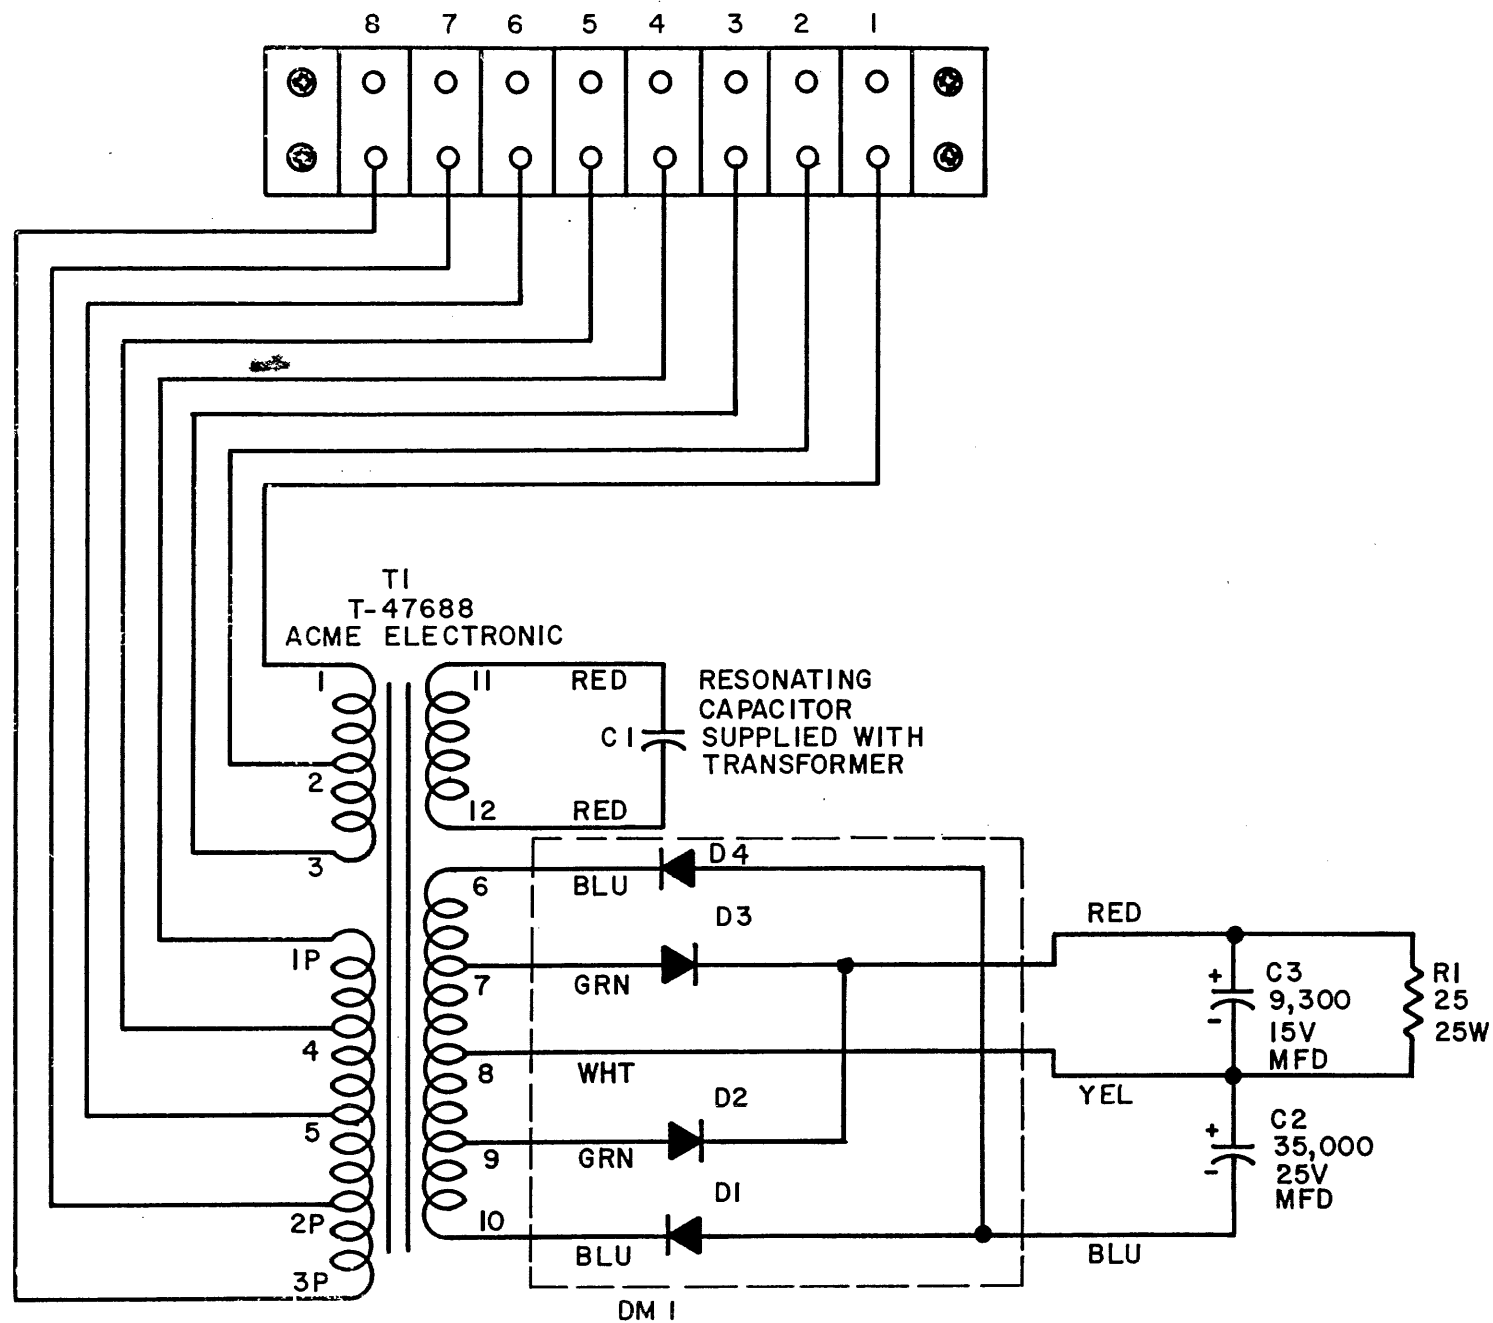 8 7 6 5 4 3 2 1
T1
T-47688
ACME ELECTRONIC
1
2
3
1P
4
5
2P
3P
11
RED
C1
12
RED
RESONATING
CAPACITOR
SUPPLIED WITH
TRANSFORMER
D4
6
BLU
D3
7
GRN
8
WHT
D2
9
GRN
D1
10
BLU
DM 1
RED
+
C3
9,300
15V
MFD
-
R1
25
25W
YEL
+
C2
35,000
25V
MFD
-
BLU